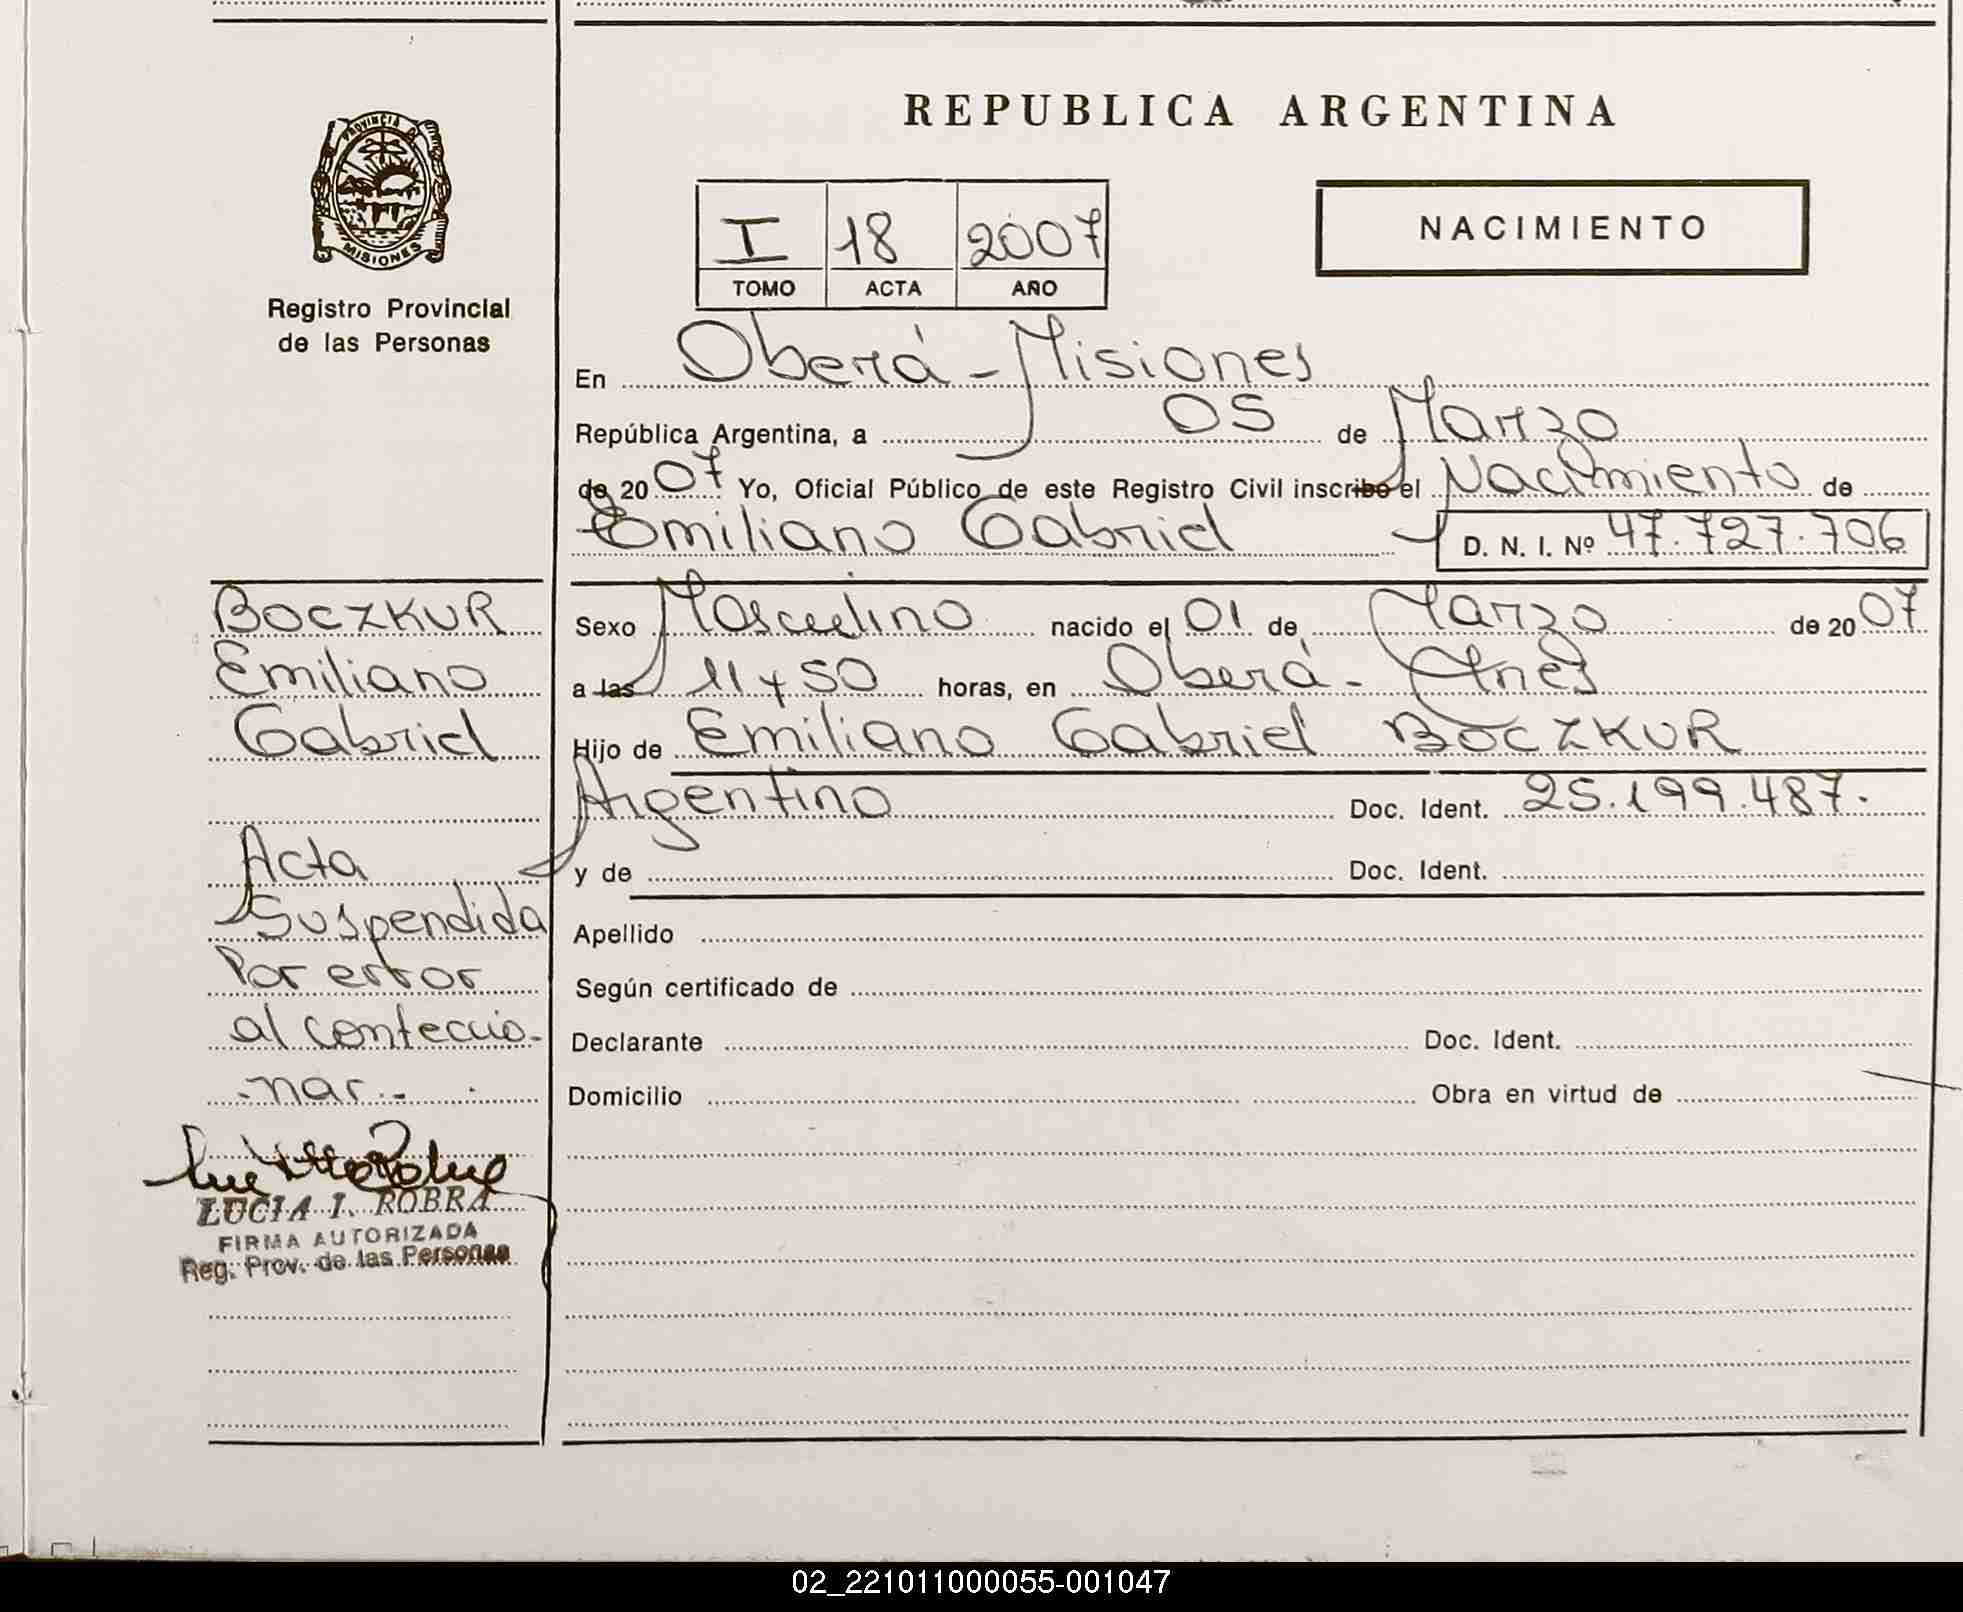 REPUBLICA ARGENTINA
PROVINCIA DE
MISIONES
Registro Provincial
de las Personas
I 18 2007
TOMO ACTA AÑO
NACIMIENTO
En Oberá - Misiones
República Argentina, a 05 de Marzo
de 2007 Yo, Oficial Público de este Registro Civil inscribo el Nacimiento de
Emiliano Gabriel D. N. I. Nº 47.727.706
BOCZKUR
Emiliano
Gabriel
Acta
Suspendida
Por error
al confeccio-
-nar.-
LUCIA I. ROBRA
FIRMA AUTORIZADA
Reg. Prov. de las Personas
Sexo Masculino nacido el 01 de Marzo de 2007
a las 11 y 50 horas, en Oberá - Mnes
Hijo de Emiliano Gabriel BOCZKUR
Argentino Doc. Ident. 25.199.487.
y de Doc. Ident.
Apellido
Según certificado de
Declarante Doc. Ident.
Domicilio Obra en virtud de
02_221011000055-001047